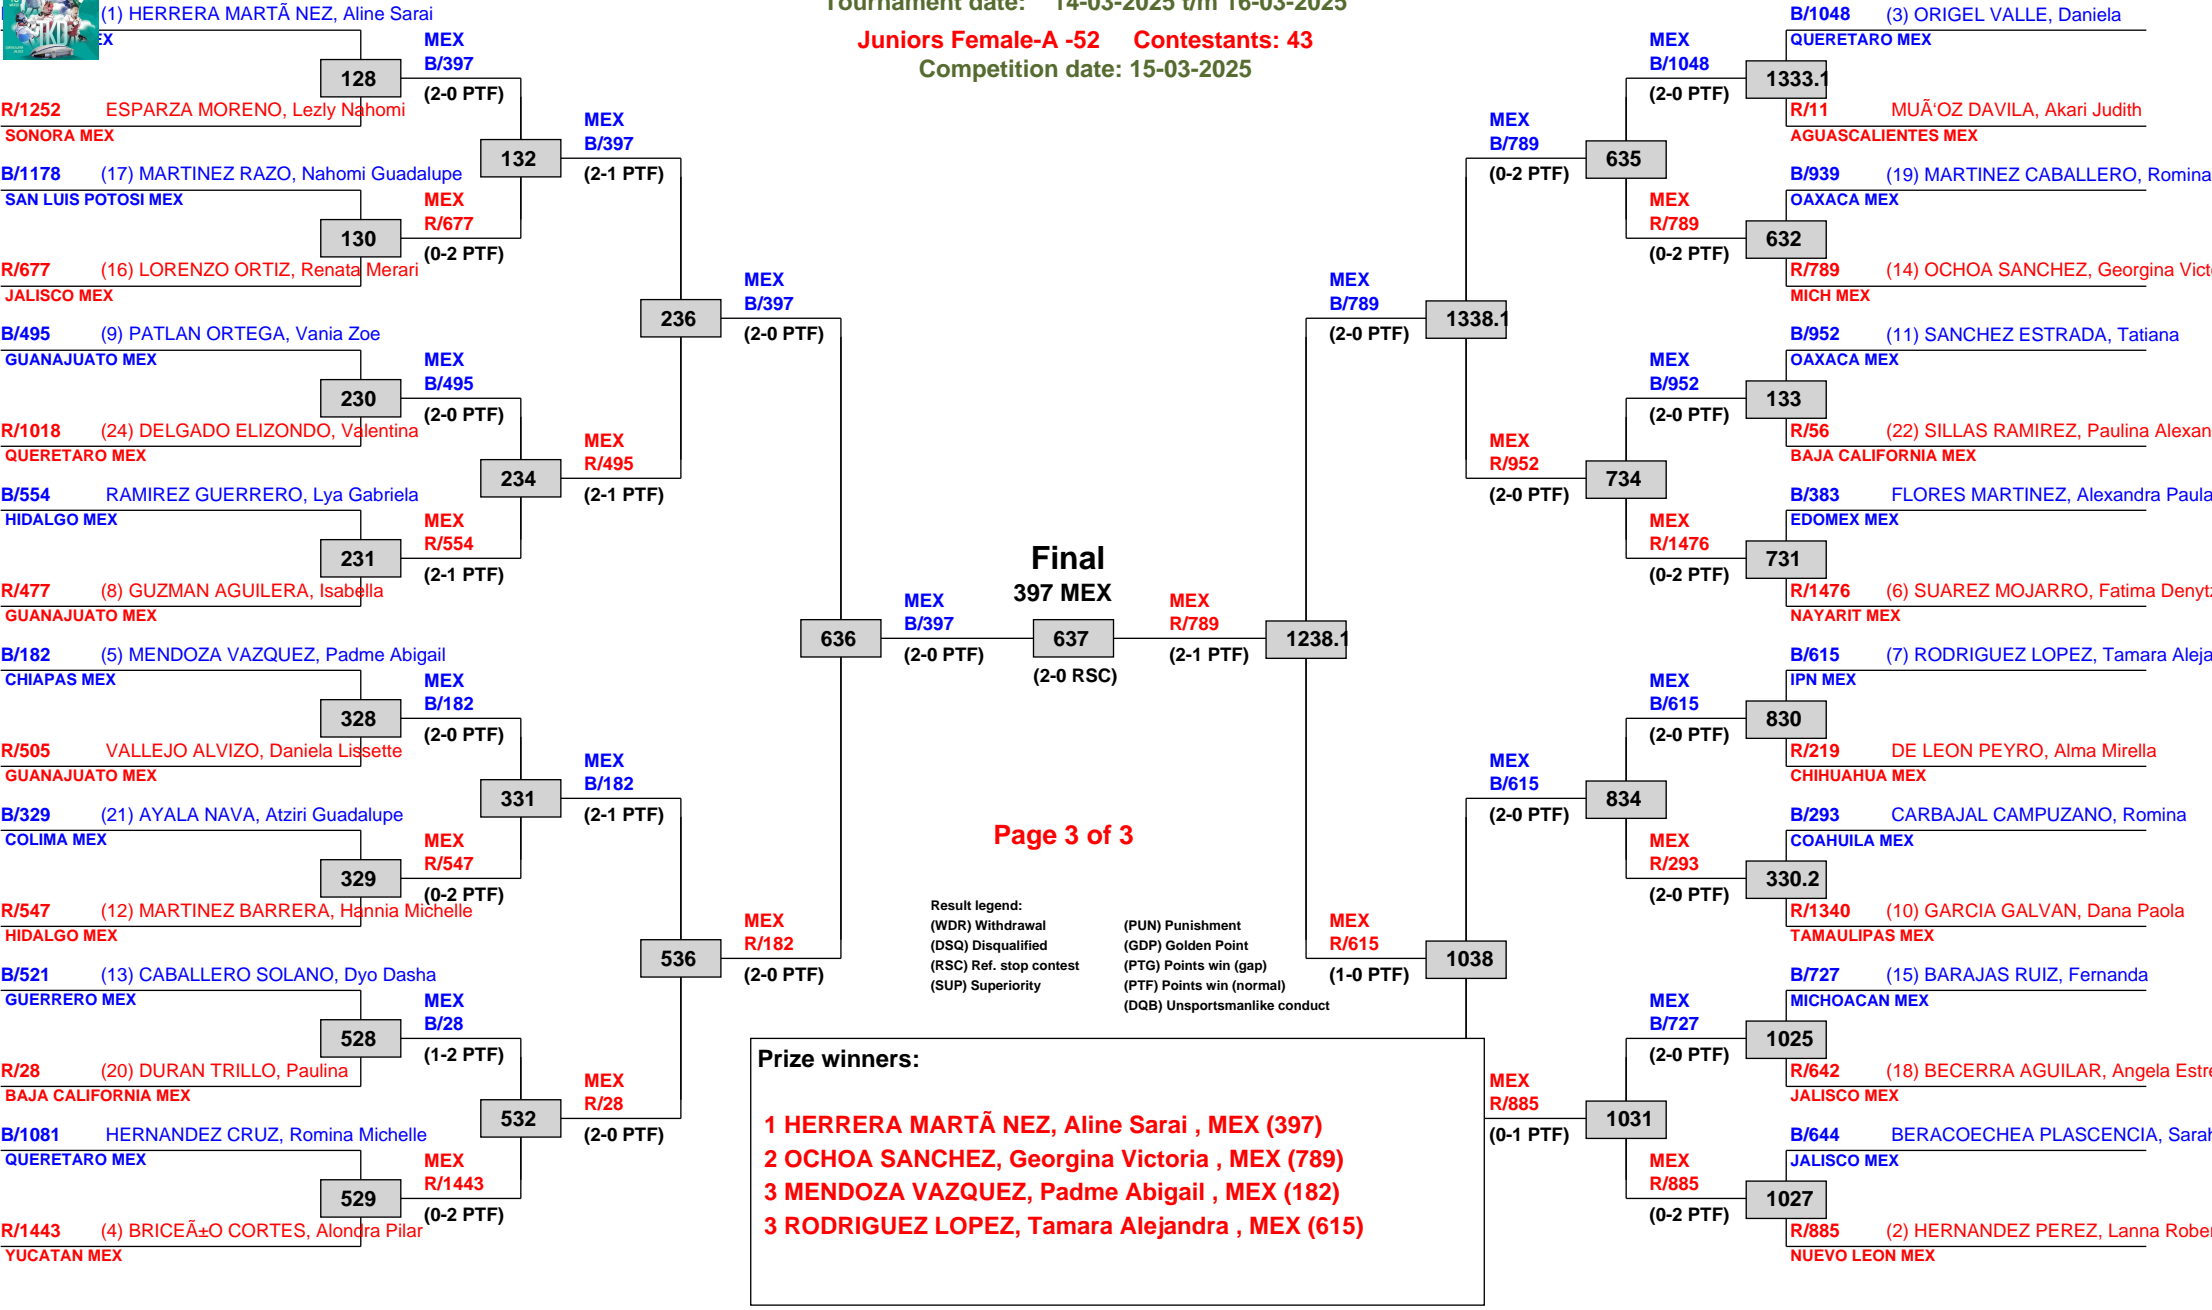 Tournament date: 14-03-2025 t/m 16-03-2025
Juniors Female-A -52 Contestants: 43
Competition date: 15-03-2025
(1) HERRERA MARTÃ NEZ, Aline Sarai
EX
R/1252 ESPARZA MORENO, Lezly Nahomi
SONORA MEX
B/1178 (17) MARTINEZ RAZO, Nahomi Guadalupe
SAN LUIS POTOSI MEX
R/677 (16) LORENZO ORTIZ, Renata Merari
JALISCO MEX
B/495 (9) PATLAN ORTEGA, Vania Zoe
GUANAJUATO MEX
R/1018 (24) DELGADO ELIZONDO, Valentina
QUERETARO MEX
B/554 RAMIREZ GUERRERO, Lya Gabriela
HIDALGO MEX
R/477 (8) GUZMAN AGUILERA, Isabella
GUANAJUATO MEX
B/182 (5) MENDOZA VAZQUEZ, Padme Abigail
CHIAPAS MEX
R/505 VALLEJO ALVIZO, Daniela Lissette
GUANAJUATO MEX
B/329 (21) AYALA NAVA, Atziri Guadalupe
COLIMA MEX
R/547 (12) MARTINEZ BARRERA, Hannia Michelle
HIDALGO MEX
B/521 (13) CABALLERO SOLANO, Dyo Dasha
GUERRERO MEX
R/28 (20) DURAN TRILLO, Paulina
BAJA CALIFORNIA MEX
B/1081 HERNANDEZ CRUZ, Romina Michelle
QUERETARO MEX
R/1443 (4) BRICEÃ±O CORTES, Alondra Pilar
YUCATAN MEX
128
MEX
B/397
(2-0 PTF)
130
MEX
R/677
(0-2 PTF)
230
MEX
B/495
(2-0 PTF)
231
MEX
R/554
(2-1 PTF)
328
MEX
B/182
(2-0 PTF)
329
MEX
R/547
(0-2 PTF)
528
MEX
B/28
(1-2 PTF)
529
MEX
R/1443
(0-2 PTF)
132
MEX
B/397
(2-1 PTF)
234
MEX
R/495
(2-1 PTF)
331
MEX
B/182
(2-1 PTF)
532
MEX
R/28
(2-0 PTF)
236
MEX
B/397
(2-0 PTF)
536
MEX
R/182
(2-0 PTF)
636
MEX
B/397
(2-0 PTF)
Final
397 MEX
637
(2-0 RSC)
MEX
R/789
(2-1 PTF)
1238.1
MEX
B/789
(2-0 PTF)
1338.1
MEX
R/615
(1-0 PTF)
1038
MEX
B/789
(0-2 PTF)
635
MEX
R/952
(2-0 PTF)
734
MEX
B/615
(2-0 PTF)
834
MEX
R/885
(0-1 PTF)
1031
MEX
B/1048
(2-0 PTF)
1333.1
MEX
R/789
(0-2 PTF)
632
MEX
B/952
(2-0 PTF)
133
MEX
R/1476
(0-2 PTF)
731
MEX
B/615
(2-0 PTF)
830
MEX
R/293
(2-0 PTF)
330.2
MEX
B/727
(2-0 PTF)
1025
MEX
R/885
(0-2 PTF)
1027
B/1048 (3) ORIGEL VALLE, Daniela
QUERETARO MEX
R/11 MUÃ‘OZ DAVILA, Akari Judith
AGUASCALIENTES MEX
B/939 (19) MARTINEZ CABALLERO, Romina
OAXACA MEX
R/789 (14) OCHOA SANCHEZ, Georgina Vict
MICH MEX
B/952 (11) SANCHEZ ESTRADA, Tatiana
OAXACA MEX
R/56 (22) SILLAS RAMIREZ, Paulina Alexan
BAJA CALIFORNIA MEX
B/383 FLORES MARTINEZ, Alexandra Paula
EDOMEX MEX
R/1476 (6) SUAREZ MOJARRO, Fatima Denyt
NAYARIT MEX
B/615 (7) RODRIGUEZ LOPEZ, Tamara Aleja
IPN MEX
R/219 DE LEON PEYRO, Alma Mirella
CHIHUAHUA MEX
B/293 CARBAJAL CAMPUZANO, Romina
COAHUILA MEX
R/1340 (10) GARCIA GALVAN, Dana Paola
TAMAULIPAS MEX
B/727 (15) BARAJAS RUIZ, Fernanda
MICHOACAN MEX
R/642 (18) BECERRA AGUILAR, Angela Estre
JALISCO MEX
B/644 BERACOECHEA PLASCENCIA, Sarah
JALISCO MEX
R/885 (2) HERNANDEZ PEREZ, Lanna Rober
NUEVO LEON MEX
Page 3 of 3
Result legend:
(WDR) Withdrawal (PUN) Punishment
(DSQ) Disqualified (GDP) Golden Point
(RSC) Ref. stop contest (PTG) Points win (gap)
(SUP) Superiority (PTF) Points win (normal)
(DQB) Unsportsmanlike conduct
Prize winners:
1 HERRERA MARTÃ NEZ, Aline Sarai , MEX (397)
2 OCHOA SANCHEZ, Georgina Victoria , MEX (789)
3 MENDOZA VAZQUEZ, Padme Abigail , MEX (182)
3 RODRIGUEZ LOPEZ, Tamara Alejandra , MEX (615)